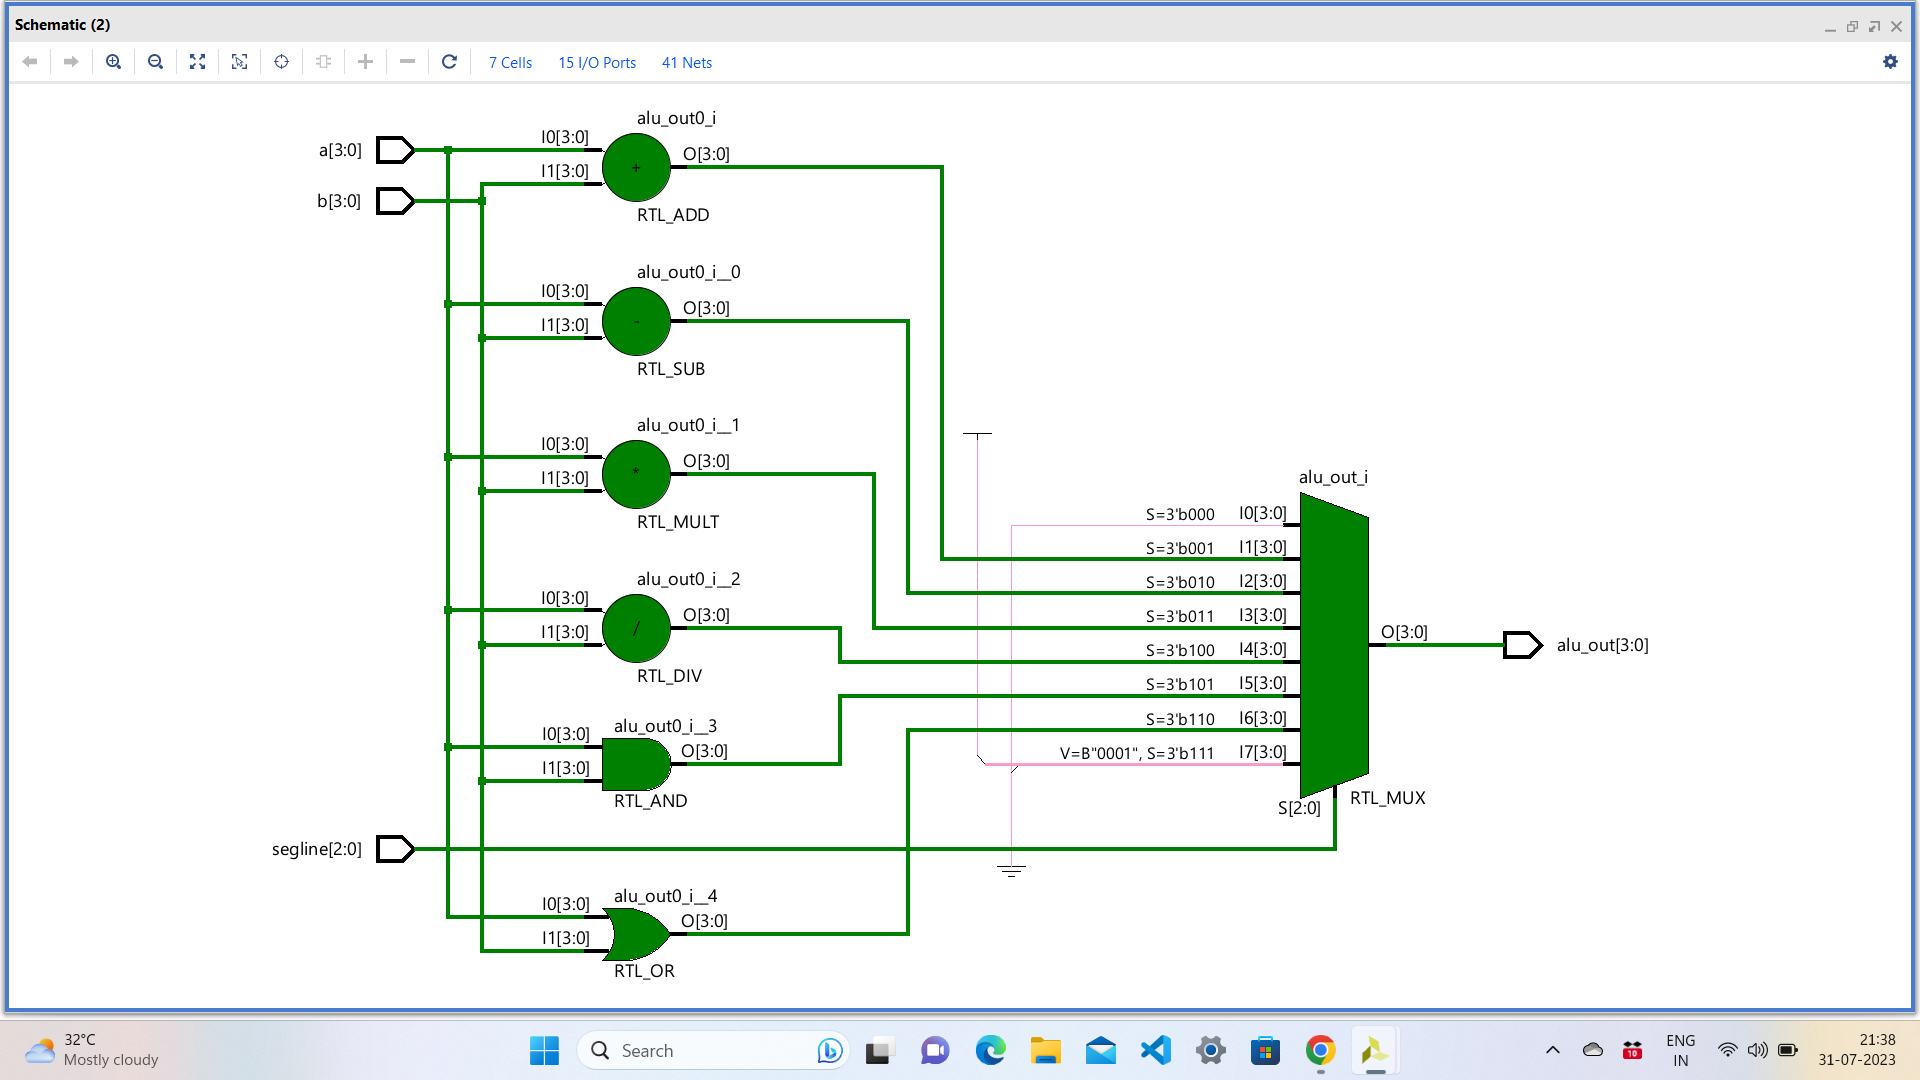 Schematic (2)
7 Cells
15 I/O Ports
41 Nets
alu_out0_i
a[3:0]
I0[3:0]
+
O[3:0]
I1[3:0]
b[3:0]
RTL_ADD
alu_out0_i__0
I0[3:0]
-
O[3:0]
I1[3:0]
RTL_SUB
alu_out0_i__1
I0[3:0]
*
O[3:0]
I1[3:0]
RTL_MULT
alu_out0_i__2
I0[3:0]
/
O[3:0]
I1[3:0]
RTL_DIV
alu_out0_i__3
I0[3:0]
O[3:0]
I1[3:0]
RTL_AND
segline[2:0]
alu_out0_i__4
I0[3:0]
O[3:0]
I1[3:0]
RTL_OR
alu_out_i
S=3'b000 I0[3:0]
S=3'b001 I1[3:0]
S=3'b010 I2[3:0]
S=3'b011 I3[3:0]
S=3'b100 I4[3:0]
S=3'b101 I5[3:0]
S=3'b110 I6[3:0]
V=B"0001", S=3'b111 I7[3:0]
S[2:0]
RTL_MUX
O[3:0]
alu_out[3:0]
32°C
Mostly cloudy
Search
10
ENG
IN
21:38
31-07-2023